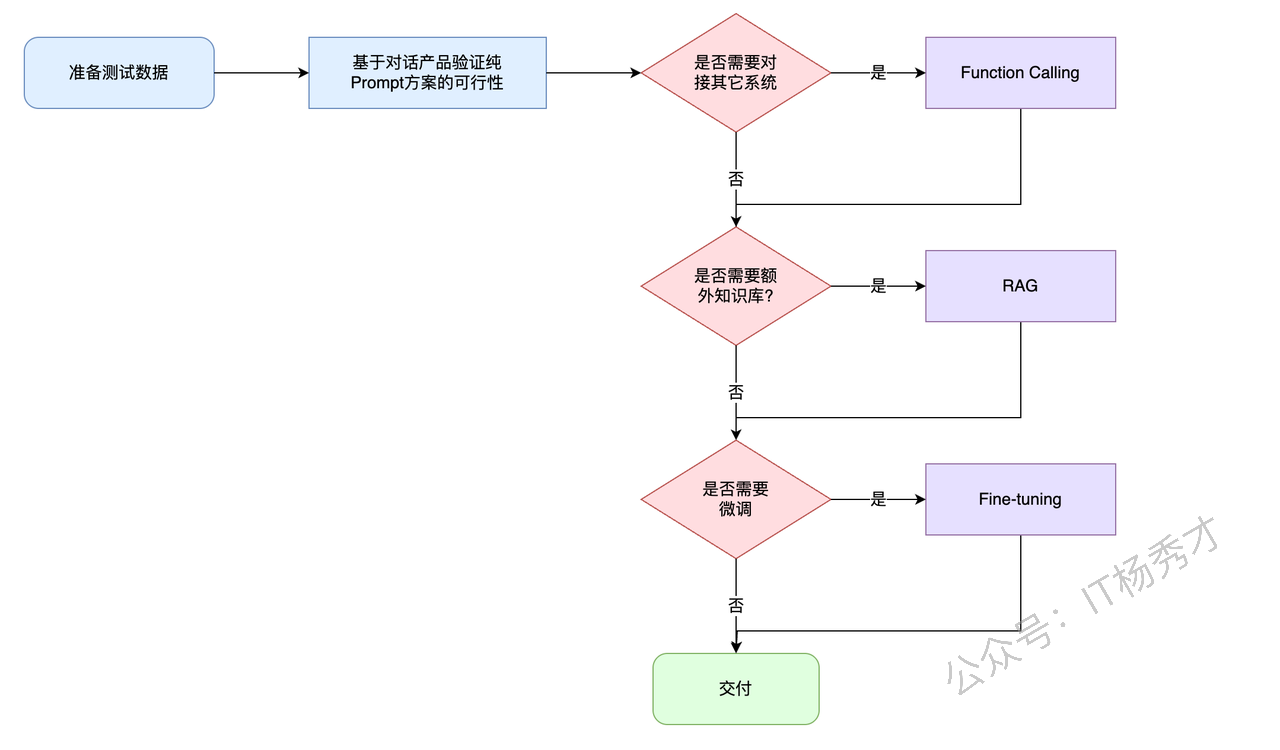 准备测试数据
基于对话产品验证纯
Prompt方案的可行性
是否需要对
接其它系统
是
Function Calling
否
是否需要额
外知识库?
是
RAG
否
是否需要
微调
是
Fine-tuning
否
交付
公众号：IT杨秀才